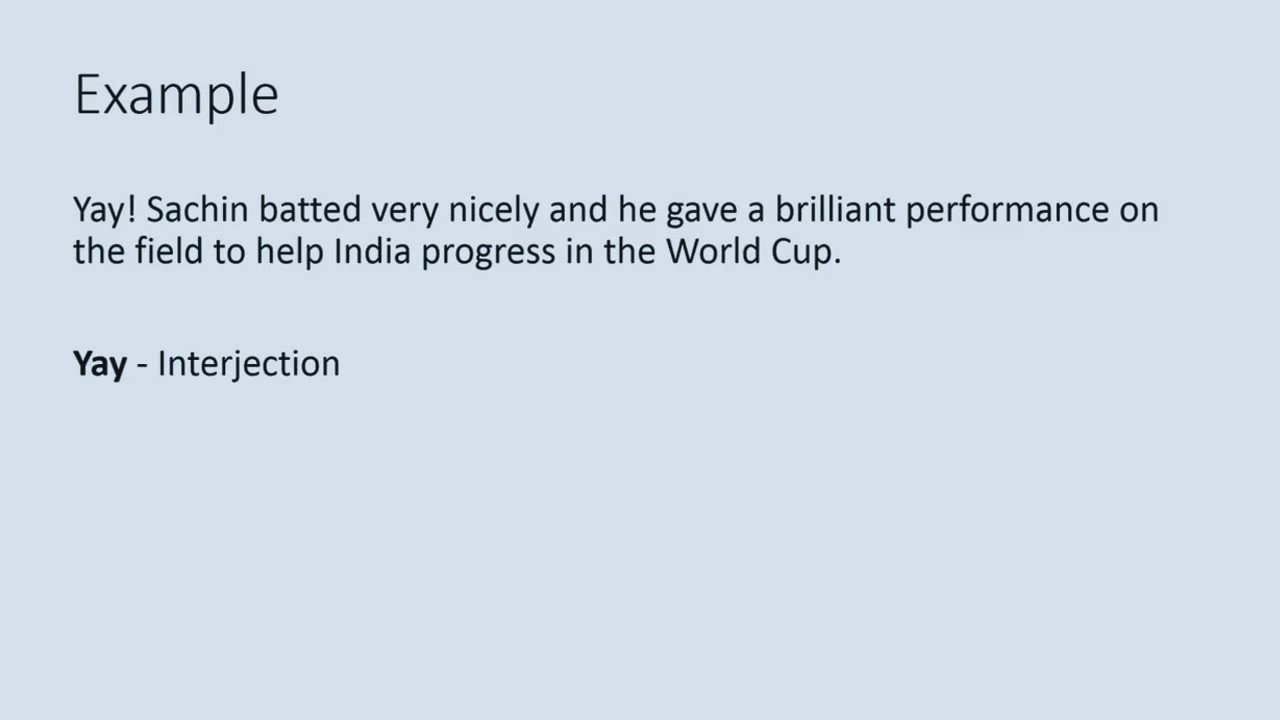 Example
Yay! Sachin batted very nicely and he gave a brilliant performance on
the field to help India progress in the World Cup.
Yay - Interjection